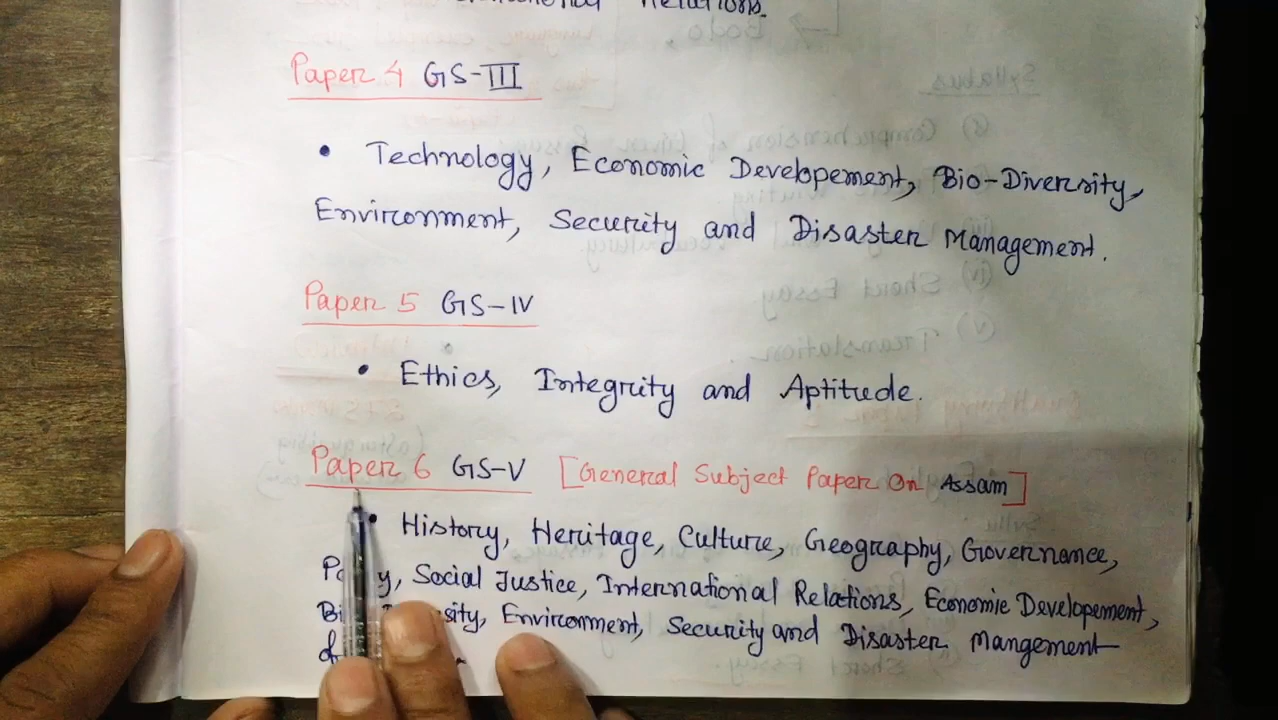 Relations.
Paper 4 GS-III
• Technology, Economic Developement, Bio-Diversity,
Environment, Security and Disaster Management.
Paper 5 GS-IV
• Ethics, Integrity and Aptitude.
Paper 6 GS-V [General Subject Paper On Assam]
• History, Heritage, Culture, Geography, Governance,
Social Justice, International Relations, Economic Developement,
Environment, Security and Disaster Mangement